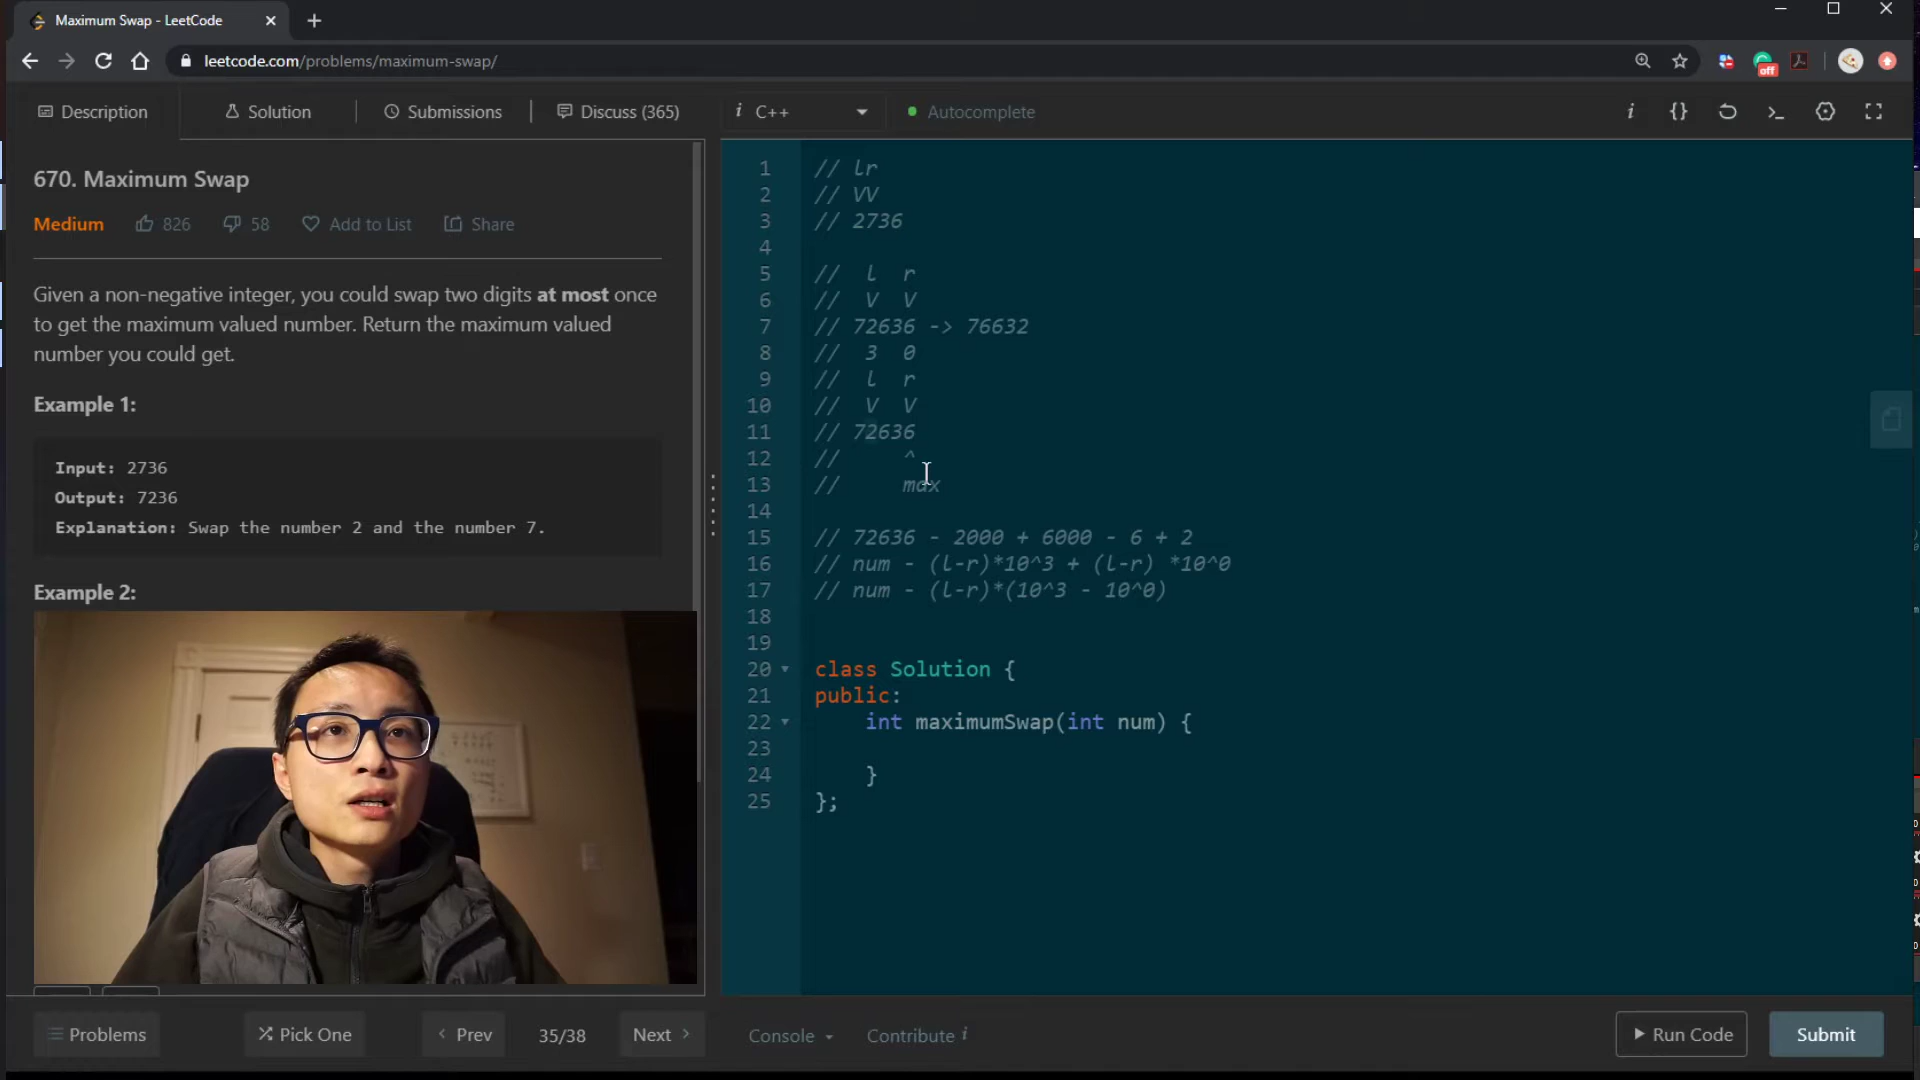 Maximum Swap - LeetCode
leetcode.com/problems/maximum-swap/
off
Description
Solution
Submissions
Discuss (365)
i C++
Autocomplete
i
{}
670. Maximum Swap
Medium
826
58
Add to List
Share
Given a non-negative integer, you could swap two digits at most once
to get the maximum valued number. Return the maximum valued
number you could get.
Example 1:
Input: 2736
Output: 7236
Explanation: Swap the number 2 and the number 7.
Example 2:
1 // lr
2 // VV
3 // 2736
4
5 // l r
6 // V V
7 // 72636 -> 76632
8 // 3 0
9 // l r
10 // V V
11 // 72636
12 // ^
13 // max
14
15 // 72636 - 2000 + 6000 - 6 + 2
16 // num - (l-r)*10^3 + (l-r) *10^0
17 // num - (l-r)*(10^3 - 10^0)
18
19
20 class Solution {
21 public:
22 int maximumSwap(int num) {
23
24 }
25 };
Problems
Pick One
Prev
35/38
Next
Console
Contribute i
Run Code
Submit